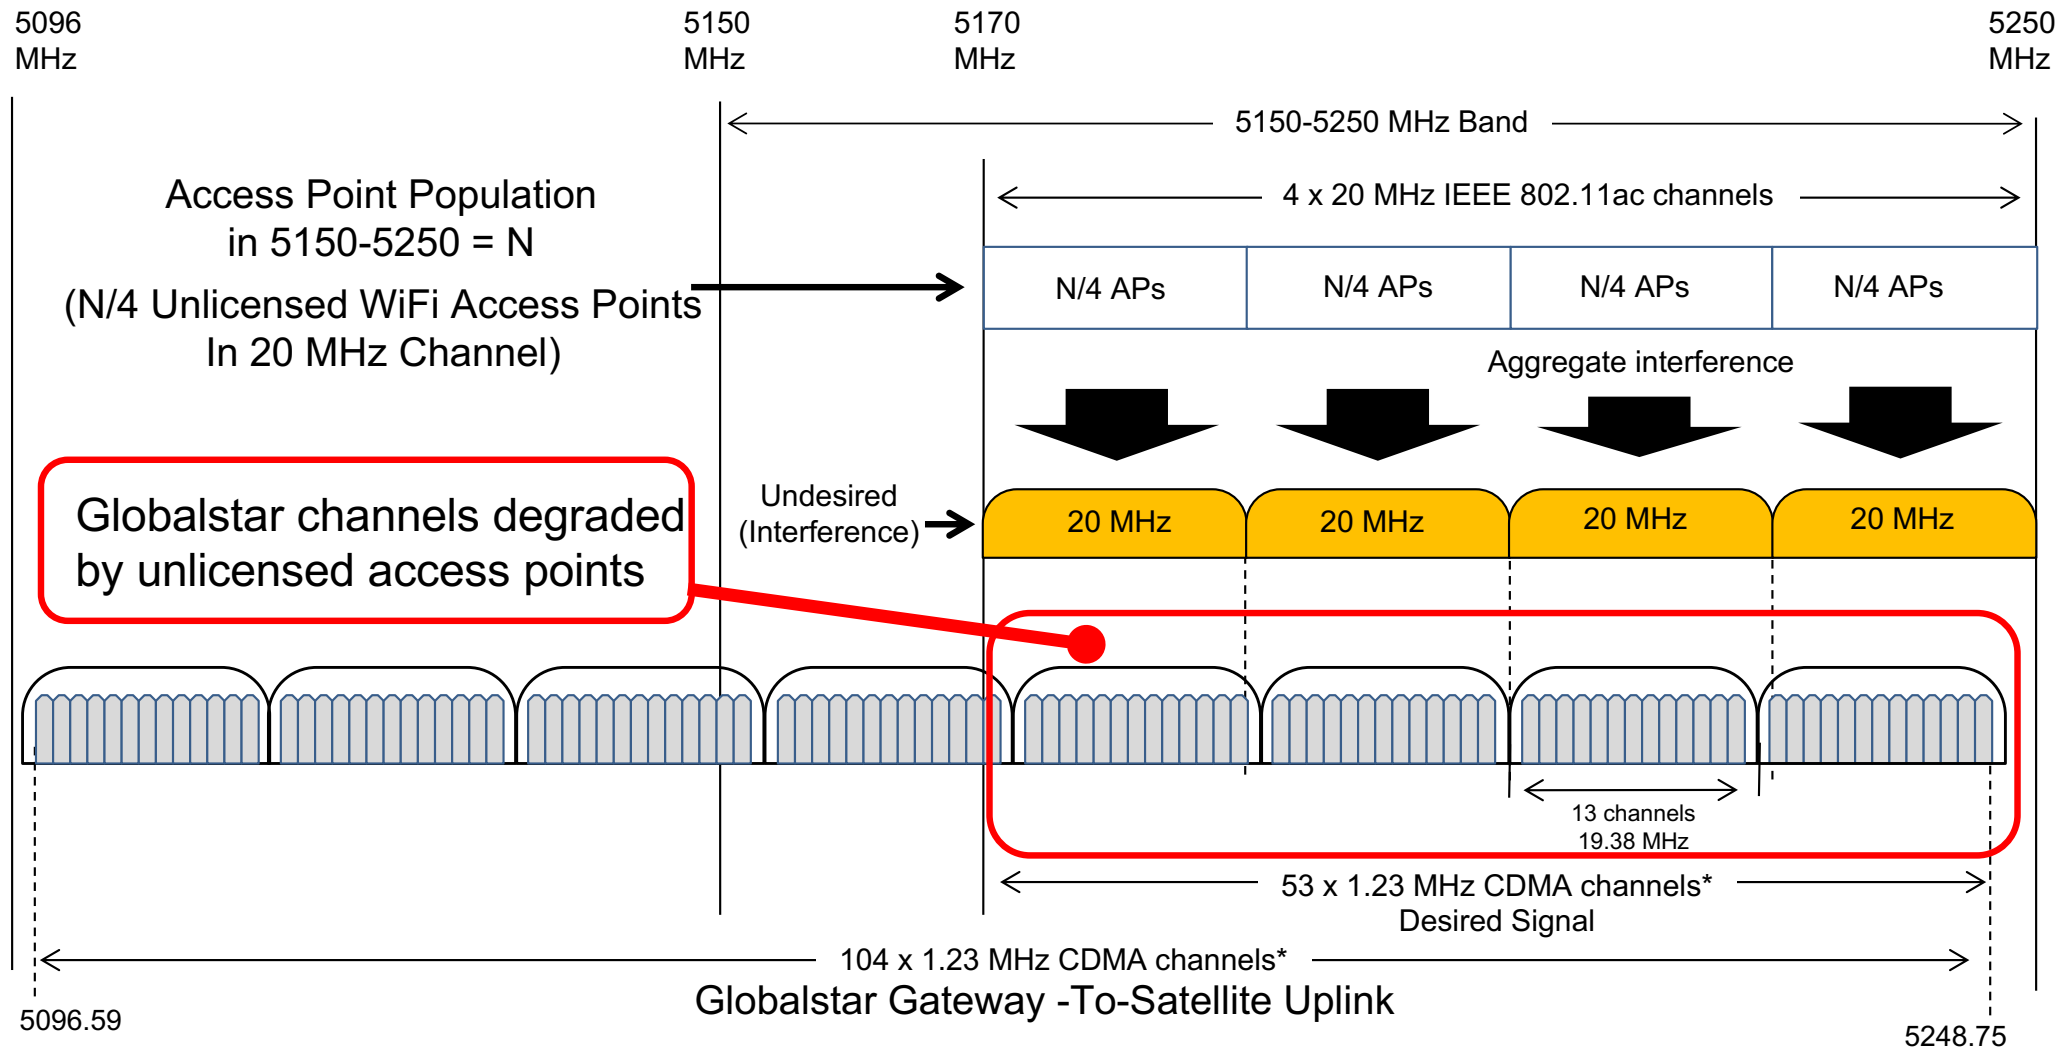 5096
MHz
5150
MHz
5170
MHz
5250
MHz
5150-5250 MHz Band
4 x 20 MHz IEEE 802.11ac channels
Access Point Population
in 5150-5250 = N
(N/4 Unlicensed WiFi Access Points
In 20 MHz Channel)
N/4 APs
N/4 APs
N/4 APs
N/4 APs
Aggregate interference
Undesired
(Interference)
20 MHz
20 MHz
20 MHz
20 MHz
Globalstar channels degraded
by unlicensed access points
13 channels
19.38 MHz
53 x 1.23 MHz CDMA channels*
Desired Signal
104 x 1.23 MHz CDMA channels*
Globalstar Gateway -To-Satellite Uplink
5096.59
5248.75